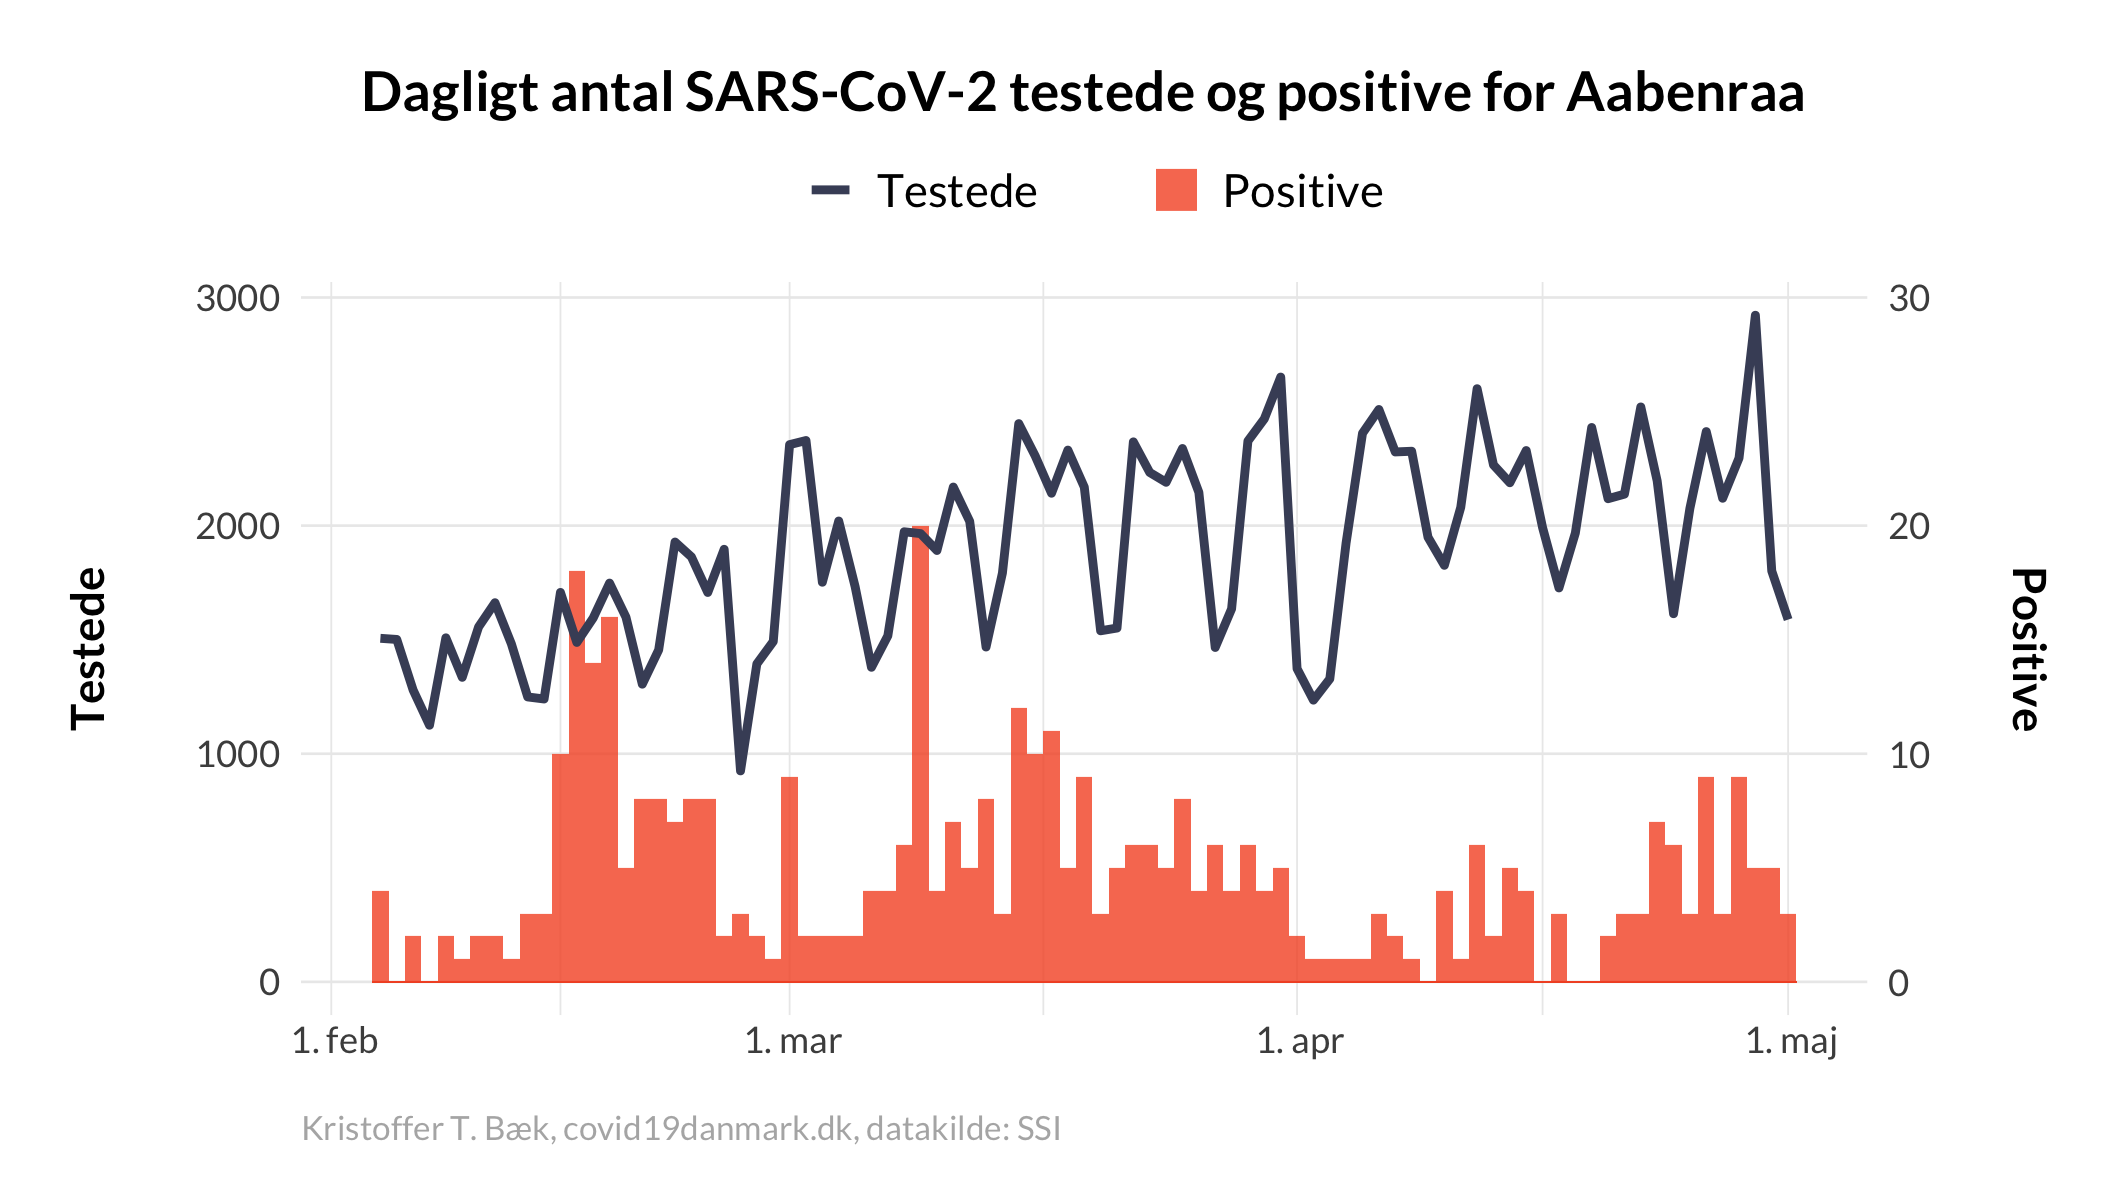 Dagligt antal SARS-CoV-2 testede og positive for Aabenraa
Testede Positive
3000 30
2000 20
Testede Positive
1000 10
0 0
1. feb 1. mar 1. apr 1. maj
Kristoffer T. Bæk, covid19danmark.dk, datakilde: SSI